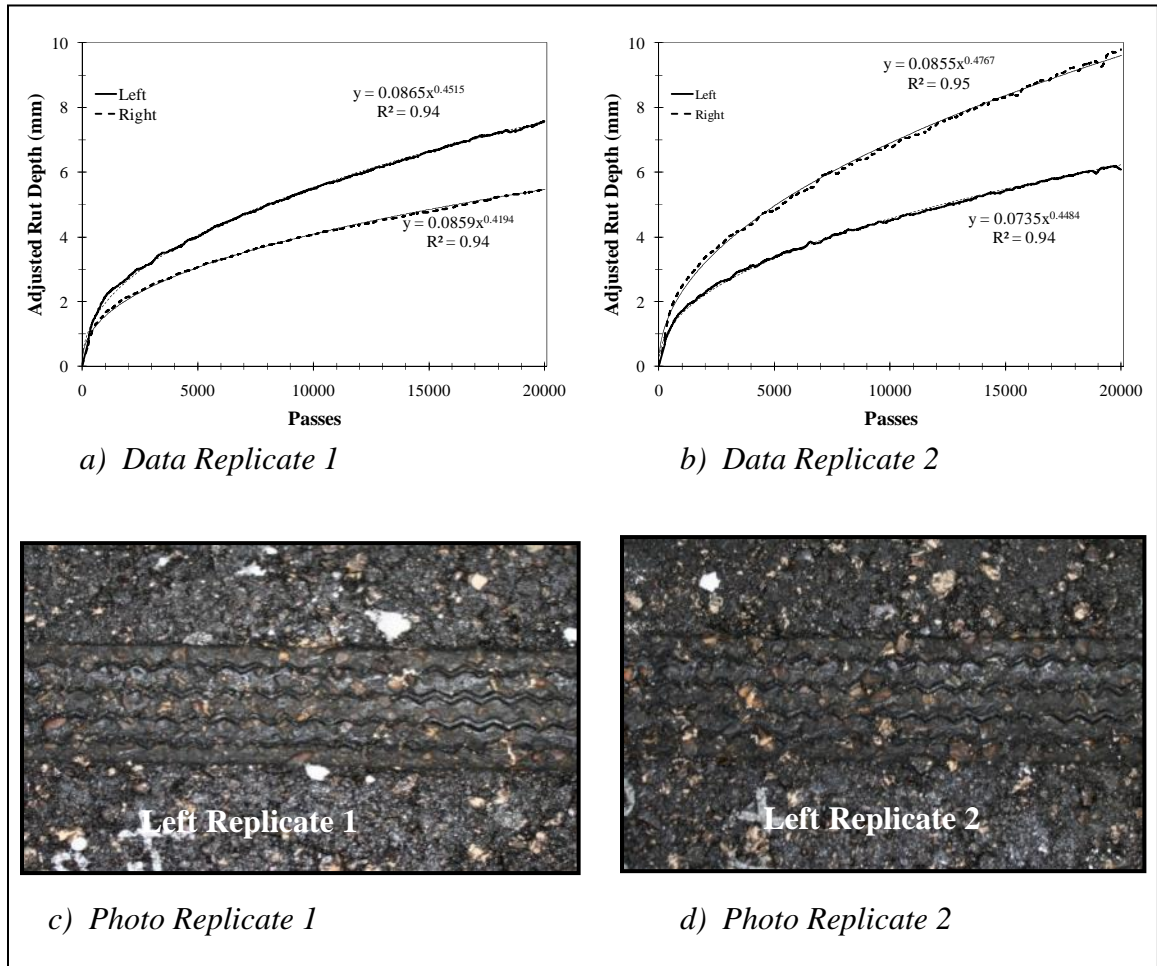 10
8
6
4
2
0
Adjusted Rut Depth (mm)
Left
Right
y = 0.0865x^0.4515
R² = 0.94
y = 0.0859x^0.4194
R² = 0.94
0 5000 10000 15000 20000
Passes
a) Data Replicate 1
10
8
6
4
2
0
Adjusted Rut Depth (mm)
Left
Right
y = 0.0855x^0.4767
R² = 0.95
y = 0.0735x^0.4484
R² = 0.94
0 5000 10000 15000 20000
Passes
b) Data Replicate 2
Left Replicate 1
Left Replicate 2
c) Photo Replicate 1
d) Photo Replicate 2